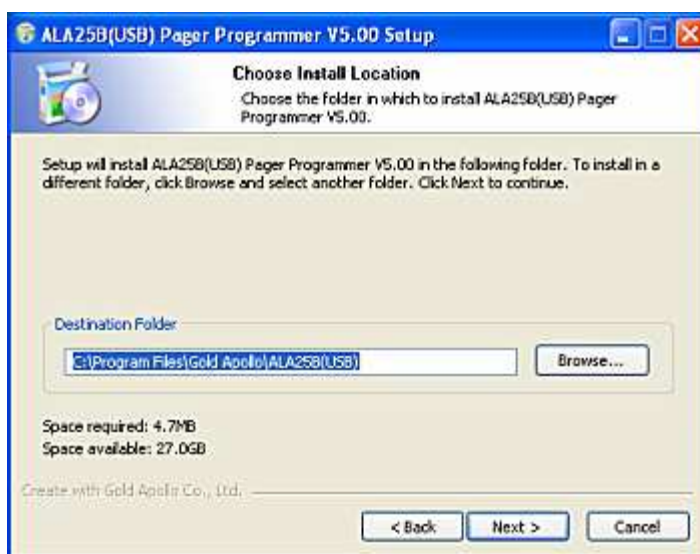 ALA25B(USB) Pager Programmer V5.00 Setup
Choose Install Location
Choose the folder in which to install ALA25B(USB) Pager
Programmer V5.00.
Setup will install ALA25B(USB) Pager Programmer V5.00 in the following folder. To install in a
different folder, click Browse and select another folder. Click Next to continue.
Destination Folder
C:\Program Files\Gold Apollo\ALA25B(USB)
Browse...
Space required: 4.7MB
Space available: 27.0GB
Create with Gold Apollo Co., Ltd.
< Back
Next >
Cancel